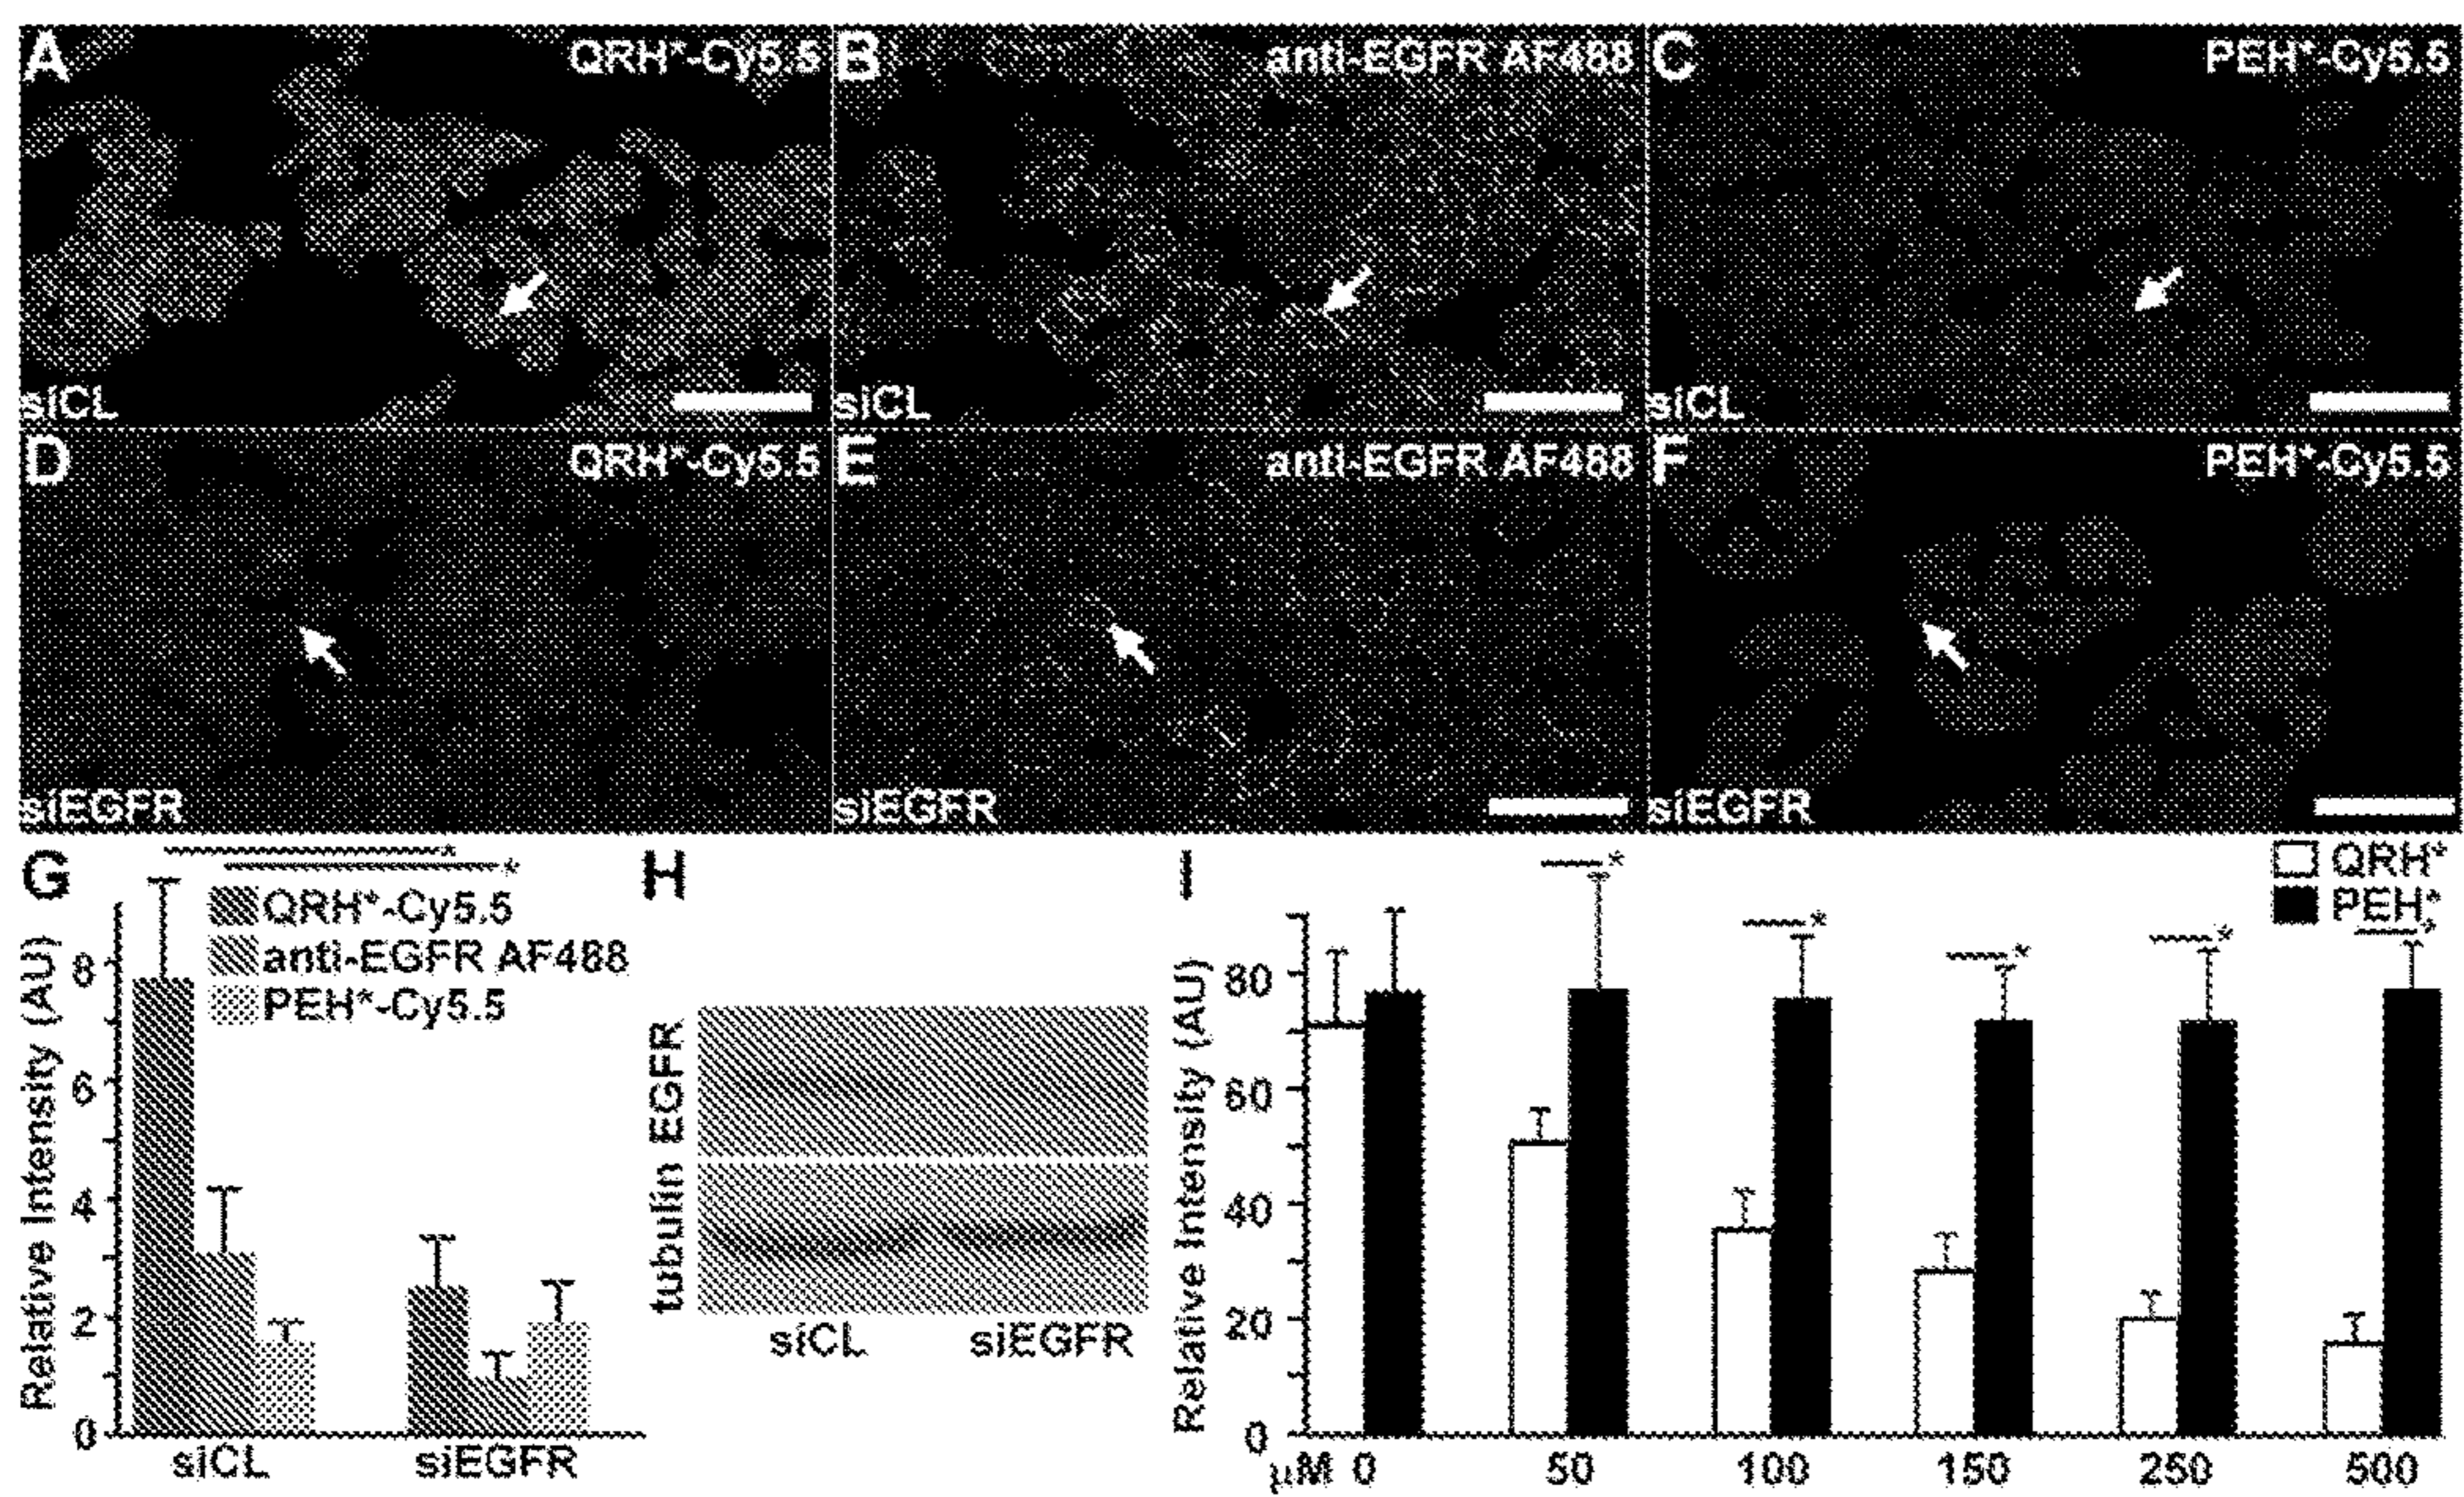 A QRH*-Cy5.5 siCL
B anti-EGFR AF488 siCL
C PEH*-Cy5.5 siCL
D QRH*-Cy5.5 siEGFR
E anti-EGFR AF488 siEGFR
F PEH*-Cy5.5 siEGFR
G
*
*
QRH*-Cy5.5
anti-EGFR AF488
PEH*-Cy5.5
Relative Intensity (AU)
8
6
4
2
0
siCL siEGFR
H
EGFR
tubulin
siCL siEGFR
I
QRH*
PEH*
* * * * *
Relative Intensity (AU)
80
60
40
20
0
µM 0 50 100 150 250 500